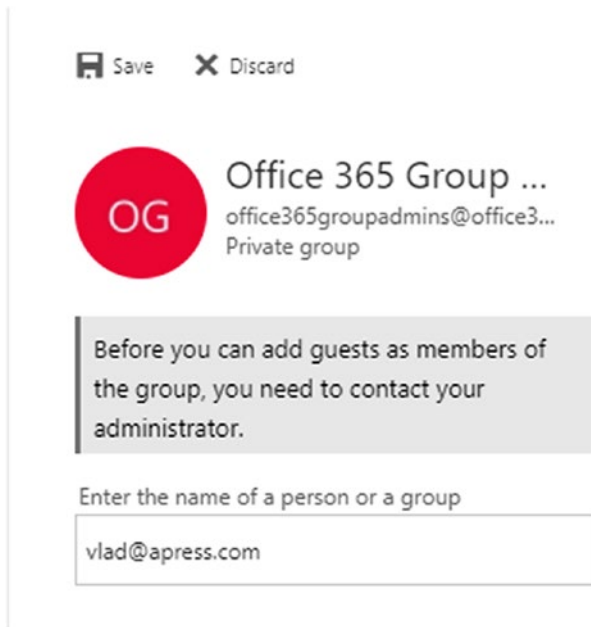 Save Discard
OG
Office 365 Group ...
office365groupadmins@office3...
Private group
Before you can add guests as members of
the group, you need to contact your
administrator.
Enter the name of a person or a group
vlad@apress.com